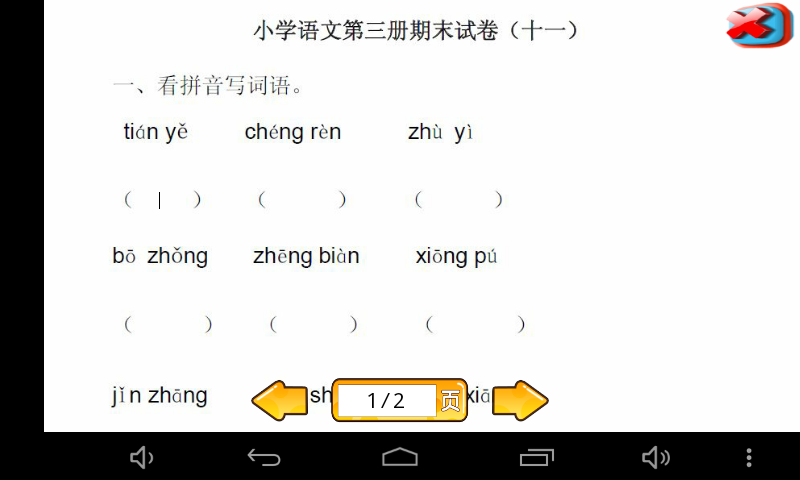 小学语文第三册期末试卷（十一）
一、看拼音写词语。
tián yě chéng rèn zhù yì
（ ） （ ） （ ）
bō zhǒng zhēng biàn xiōng pú
（ ） （ ） （ ）
jǐn zhāng sh xiā
1/2 页